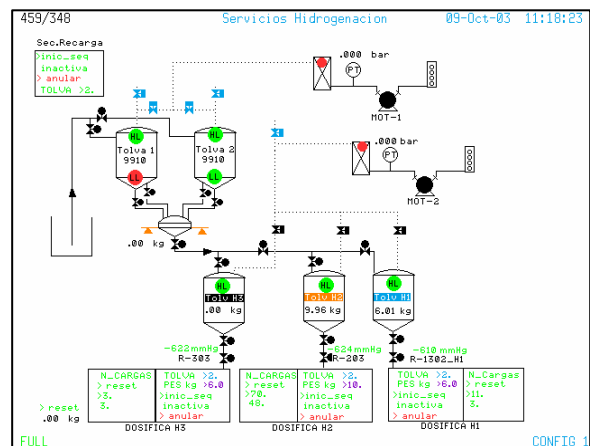 459/348 Servicios Hidrogenacion 09-Oct-03 11:18:23
Sec.Recarga
>inic_seq
inactiva
> anular
TOLVA >2.
.000 bar
PT
MOT-1
.000 bar
PT
MOT-2
HL HL
Tolva 1 Tolva 2
9910 9910
LL LL
.00 kg
HL HL HL
Tolv H3 Tolv H2 Tolv H1
.00 kg 9.96 kg 6.01 kg
-622 mmHg -624 mmHg -610 mmHg
R-303 R-203 R-1302_H1
N_CARGAS
> reset
>3.
3.
TOLVA >2.
PES kg >6.0
>inic_seq
inactiva
> anular
DOSIFICA H3
N_CARGAS
> reset
>70.
48.
TOLVA >2.
PES kg >10.
>inic_seq
inactiva
> anular
DOSIFICA H2
TOLVA >2.
PES kg >6.0
>inic_seq
inactiva
> anular
N_Cargas
> reset
>11.
3.
DOSIFICA H1
> reset
.00 kg
FULL CONFIG 1